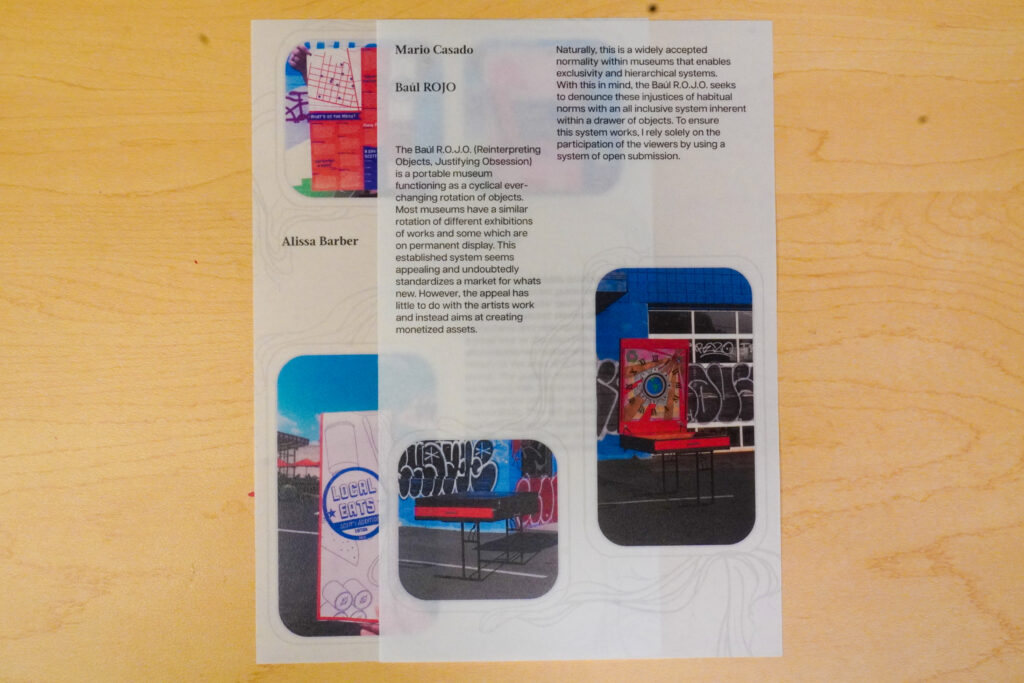 WHAT'S ON THE MENU?
Alissa Barber
LOCAL
EATS
EDITION
Mario Casado
Baúl ROJO
The Baúl R.O.J.O. (Reinterpreting
Objects, Justifying Obsession)
is a portable museum
functioning as a cyclical ever-
changing rotation of objects.
Most museums have a similar
rotation of different exhibitions
of works and some which are
on permanent display. This
established system seems
appealing and undoubtedly
standardizes a market for whats
new. However, the appeal has
little to do with the artists work
and instead aims at creating
monetized assets.
Naturally, this is a widely accepted
normality within museums that enables
exclusivity and hierarchical systems.
With this in mind, the Baúl R.O.J.O. seeks
to denounce these injustices of habitual
norms with an all inclusive system inherent
within a drawer of objects. To ensure
this system works, I rely solely on the
participation of the viewers by using a
system of open submission.